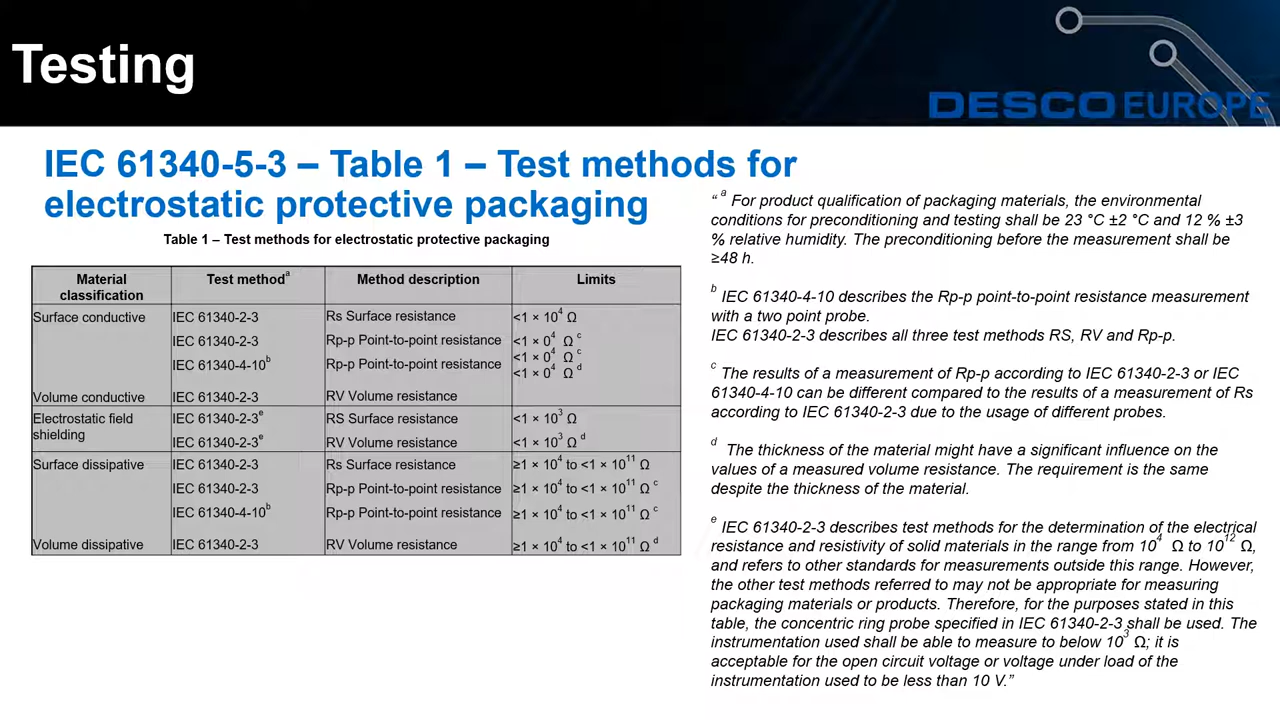 Testing
DESCO EUROPE
IEC 61340-5-3 – Table 1 – Test methods for
electrostatic protective packaging
Table 1 – Test methods for electrostatic protective packaging
Material classification | Test methodᵃ | Method description | Limits
Surface conductive | IEC 61340-2-3 | Rs Surface resistance | <1 × 10⁴ Ω
IEC 61340-2-3 | Rp-p Point-to-point resistance | <1 × 0⁴ Ω ᶜ
IEC 61340-4-10ᵇ | Rp-p Point-to-point resistance | <1 × 0⁴ Ω ᶜ
<1 × 0⁴ Ω ᵈ
Volume conductive | IEC 61340-2-3 | RV Volume resistance
Electrostatic field shielding | IEC 61340-2-3ᵉ | RS Surface resistance | <1 × 10³ Ω
IEC 61340-2-3ᵉ | RV Volume resistance | <1 × 10³ Ω ᵈ
Surface dissipative | IEC 61340-2-3 | Rs Surface resistance | ≥1 × 10⁴ to <1 × 10¹¹ Ω
IEC 61340-2-3 | Rp-p Point-to-point resistance | ≥1 × 10⁴ to <1 × 10¹¹ Ω ᶜ
IEC 61340-4-10ᵇ | Rp-p Point-to-point resistance | ≥1 × 10⁴ to <1 × 10¹¹ Ω ᶜ
Volume dissipative | IEC 61340-2-3 | RV Volume resistance | ≥1 × 10⁴ to <1 × 10¹¹ Ω ᵈ
“ ᵃ For product qualification of packaging materials, the environmental
conditions for preconditioning and testing shall be 23 °C ±2 °C and 12 % ±3
% relative humidity. The preconditioning before the measurement shall be
≥48 h.
ᵇ IEC 61340-4-10 describes the Rp-p point-to-point resistance measurement
with a two point probe.
IEC 61340-2-3 describes all three test methods RS, RV and Rp-p.
ᶜ The results of a measurement of Rp-p according to IEC 61340-2-3 or IEC
61340-4-10 can be different compared to the results of a measurement of Rs
according to IEC 61340-2-3 due to the usage of different probes.
ᵈ The thickness of the material might have a significant influence on the
values of a measured volume resistance. The requirement is the same
despite the thickness of the material.
ᵉ IEC 61340-2-3 describes test methods for the determination of the electrical
resistance and resistivity of solid materials in the range from 10⁴ Ω to 10¹² Ω,
and refers to other standards for measurements outside this range. However,
the other test methods referred to may not be appropriate for measuring
packaging materials or products. Therefore, for the purposes stated in this
table, the concentric ring probe specified in IEC 61340-2-3 shall be used. The
instrumentation used shall be able to measure to below 10³ Ω; it is
acceptable for the open circuit voltage or voltage under load of the
instrumentation used to be less than 10 V.”